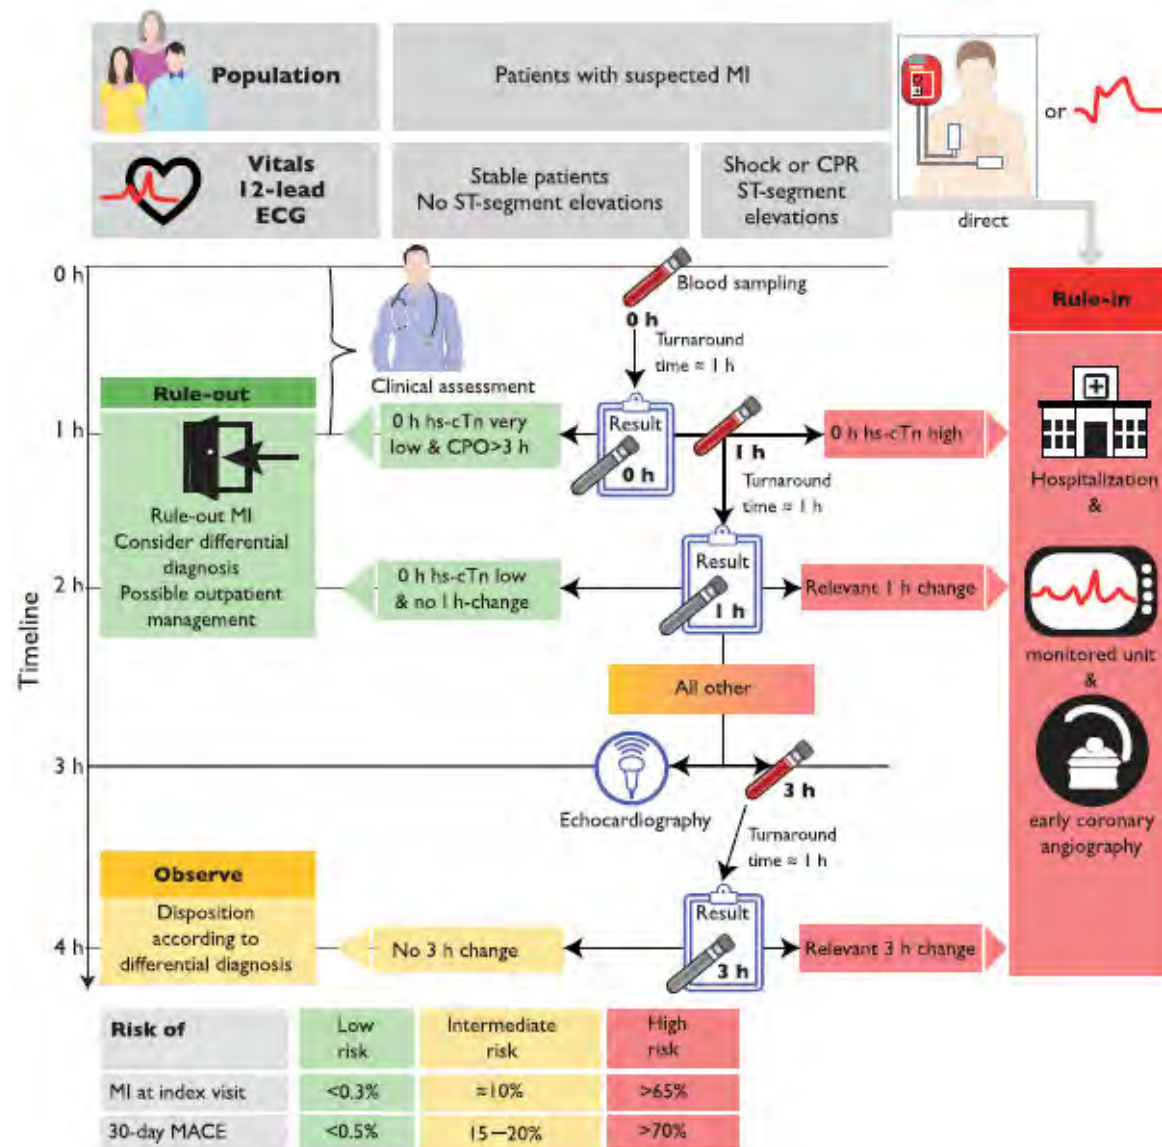 Population
Patients with suspected MI
or
Vitals
12-lead
ECG
Stable patients
No ST-segment elevations
Shock or CPR
ST-segment
elevations
direct
0 h
Blood sampling
0 h
Turnaround
time ≈ 1 h
Clinical assessment
Rule-in
Rule-out
1 h
0 h hs-cTn very
low & CPO>3 h
Result
0 h
1 h
0 h hs-cTn high
Turnaround
time ≈ 1 h
Hospitalization
&
Rule-out MI
Consider differential
diagnosis
Possible outpatient
management
2 h
0 h hs-cTn low
& no 1 h-change
Result
1 h
Relevant 1 h change
monitored unit
&
Timeline
All other
3 h
3 h
Echocardiography
Turnaround
time ≈ 1 h
early coronary
angiography
Observe
Disposition
according to
differential diagnosis
4 h
No 3 h change
Result
3 h
Relevant 3 h change
Risk of
Low
risk
Intermediate
risk
High
risk
MI at index visit
<0.3%
≈10%
>65%
30-day MACE
<0.5%
15—20%
>70%